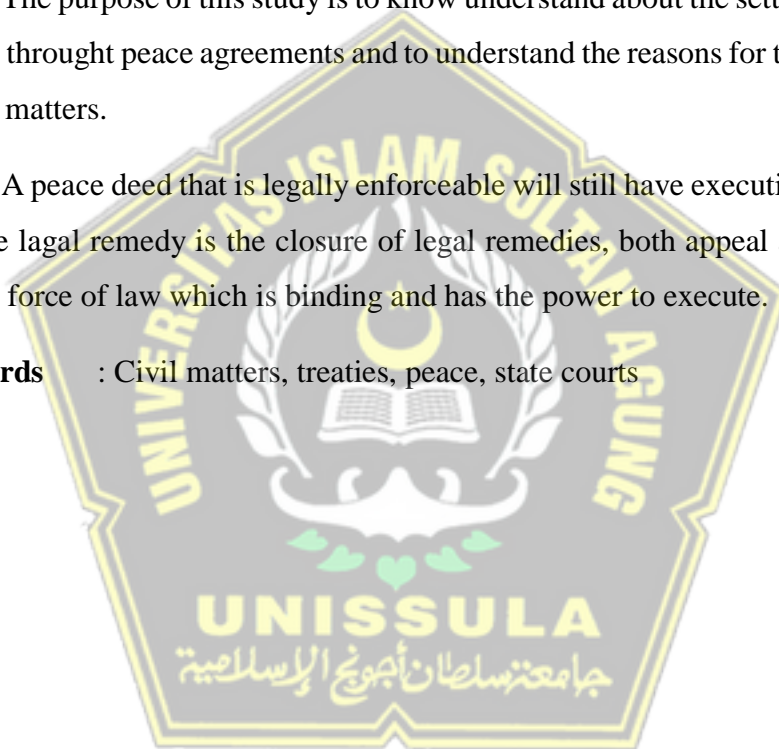 The purpose of this study is to know understand about the sett
throught peace agreements and to understand the reasons for t
matters.
A peace deed that is legally enforceable will still have executi
e lagal remedy is the closure of legal remedies, both appeal
force of law which is binding and has the power to execute.
rds : Civil matters, treaties, peace, state courts
UNIVERSITAS ISLAM SULTAN AGUNG
UNISSULA
جامعتسلطان أجونج الإسلامية